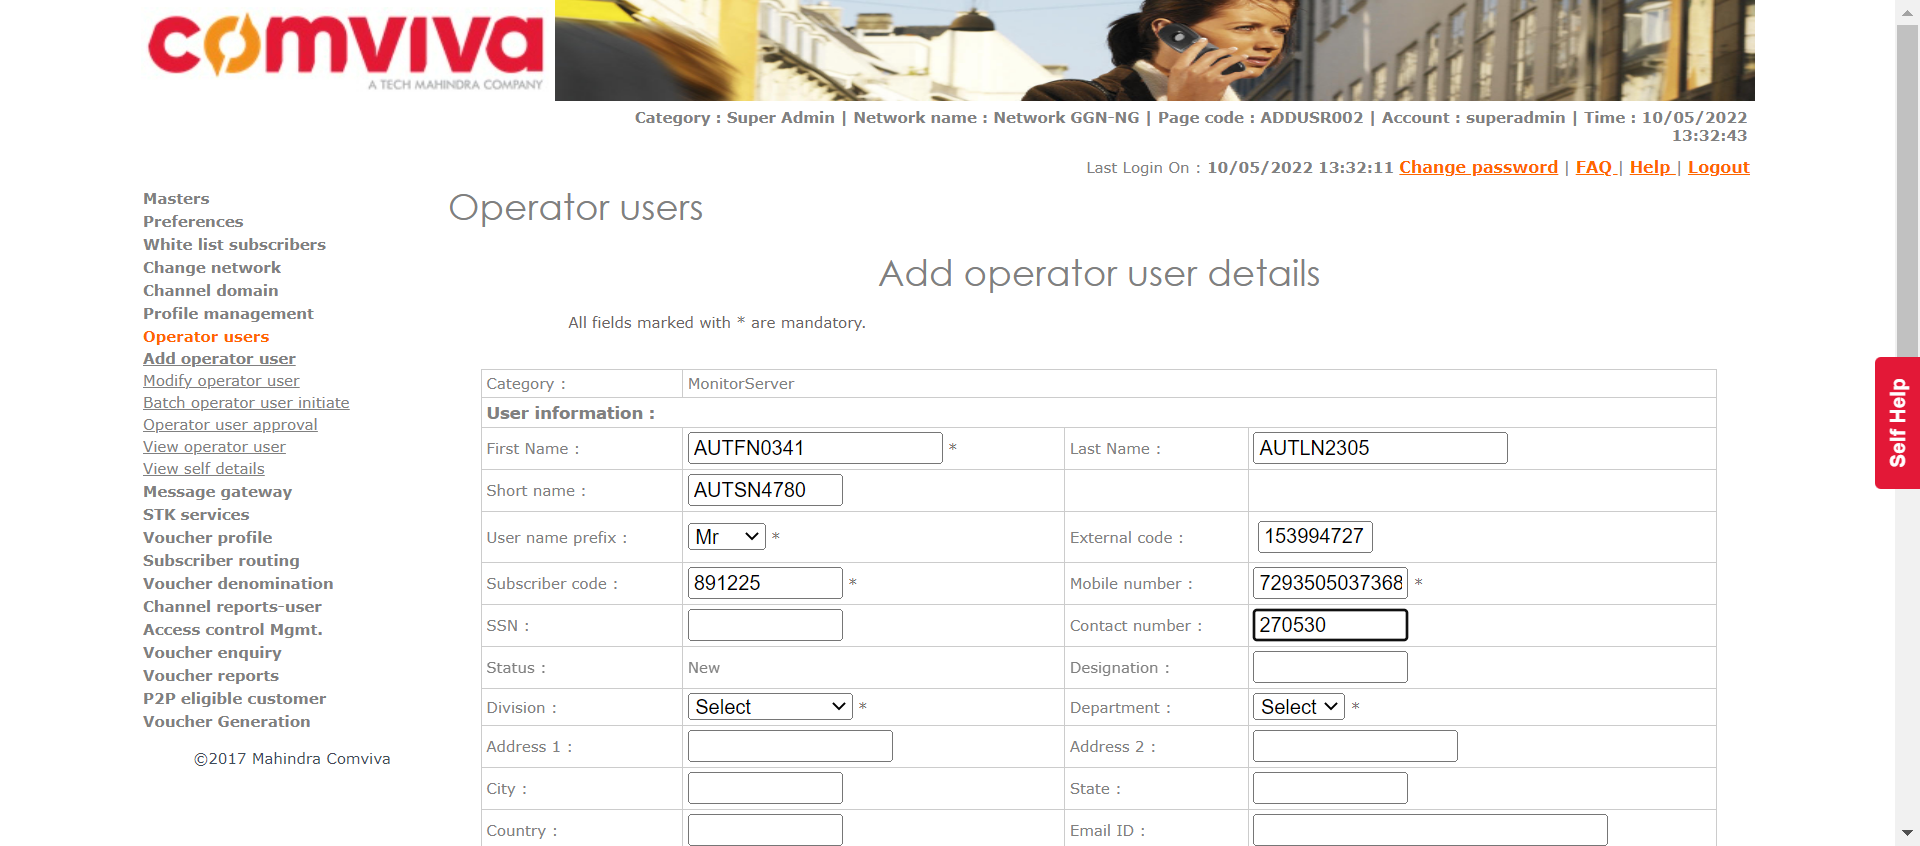 comviva
A TECH MAHINDRA COMPANY
Category : Super Admin | Network name : Network GGN-NG | Page code : ADDUSR002 | Account : superadmin | Time : 10/05/2022
13:32:43
Last Login On : 10/05/2022 13:32:11 Change password | FAQ | Help | Logout
Masters
Preferences
White list subscribers
Change network
Channel domain
Profile management
Operator users
Add operator user
Modify operator user
Batch operator user initiate
Operator user approval
View operator user
View self details
Message gateway
STK services
Voucher profile
Subscriber routing
Voucher denomination
Channel reports-user
Access control Mgmt.
Voucher enquiry
Voucher reports
P2P eligible customer
Voucher Generation
©2017 Mahindra Comviva
Operator users
Add operator user details
All fields marked with * are mandatory.
Category : MonitorServer
User information :
First Name : AUTFN0341 * Last Name : AUTLN2305
Short name : AUTSN4780
User name prefix : Mr * External code : 153994727
Subscriber code : 891225 * Mobile number : 7293505037368 *
SSN : Contact number : 270530
Status : New Designation :
Division : Select * Department : Select *
Address 1 : Address 2 :
City : State :
Country : Email ID :
Self Help